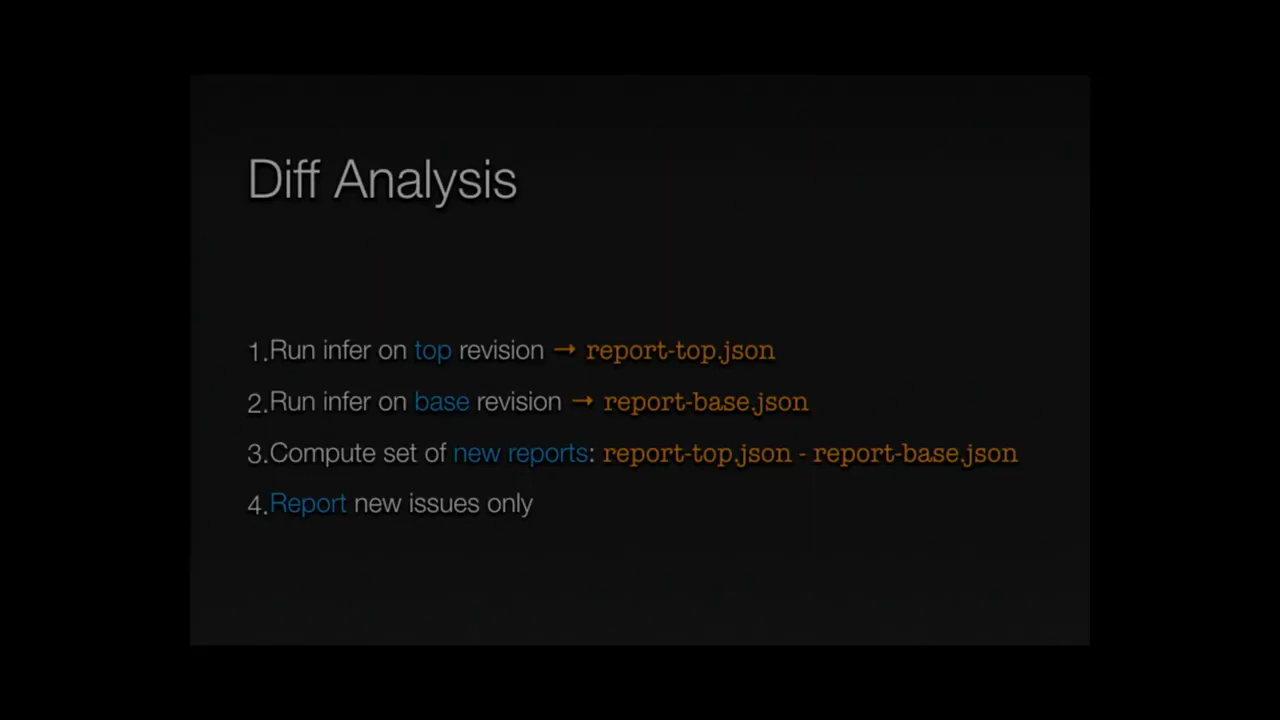 Diff Analysis
1.Run infer on top revision → report-top.json
2.Run infer on base revision → report-base.json
3.Compute set of new reports: report-top.json - report-base.json
4.Report new issues only